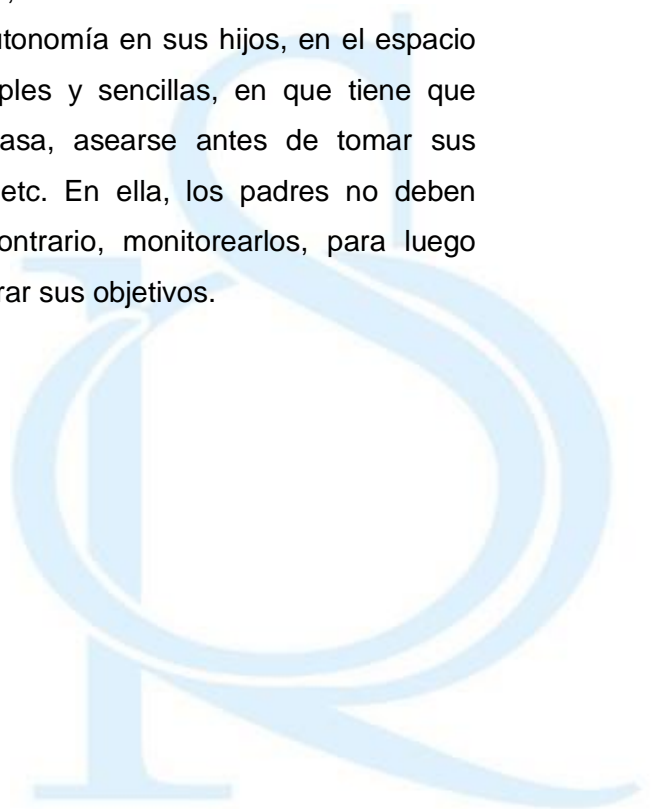 utonomía en sus hijos, en el espacio
ples y sencillas, en que tiene que
asa, asearse antes de tomar sus
etc. En ella, los padres no deben
ontrario, monitorearlos, para luego
rar sus objetivos.